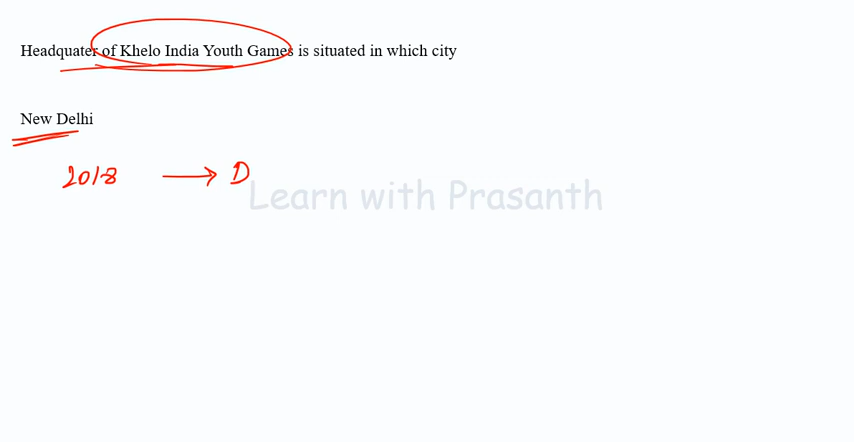 Headquater of Khelo India Youth Games is situated in which city
New Delhi
2018 → D
Learn with Prasanth